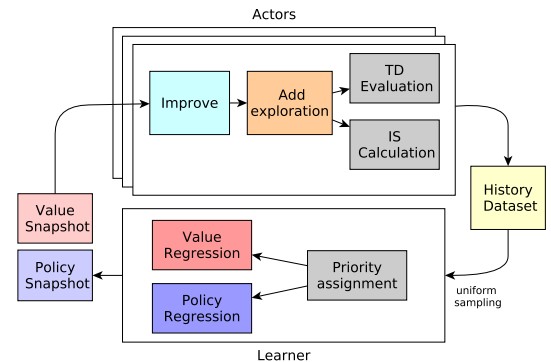 Actors
Improve
Add
exploration
TD
Evaluation
IS
Calculation
Value
Snapshot
Policy
Snapshot
History
Dataset
Value
Regression
Policy
Regression
Priority
assignment
uniform
sampling
Learner